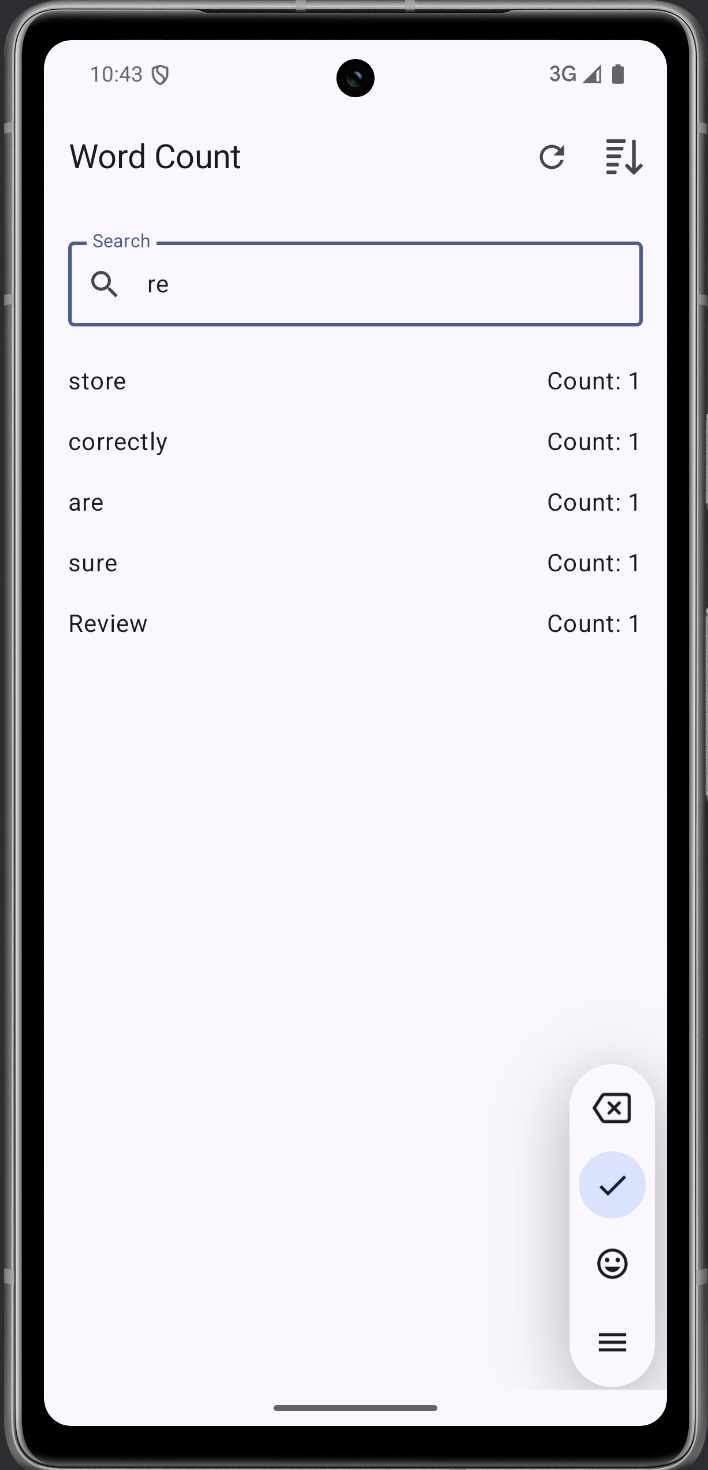 10:43 3G
Word Count
Search
re
store Count: 1
correctly Count: 1
are Count: 1
sure Count: 1
Review Count: 1